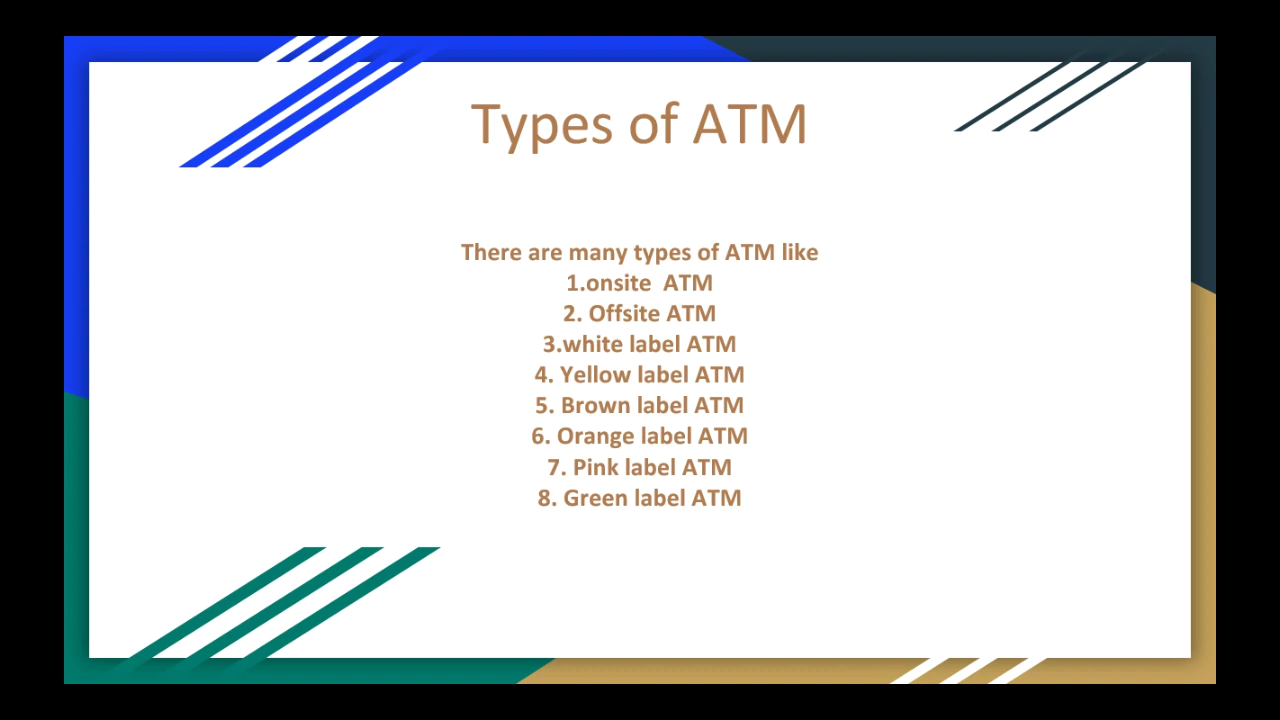 Types of ATM
There are many types of ATM like
1.onsite  ATM
2. Offsite ATM
3.white label ATM
4. Yellow label ATM
5. Brown label ATM
6. Orange label ATM
7. Pink label ATM
8. Green label ATM